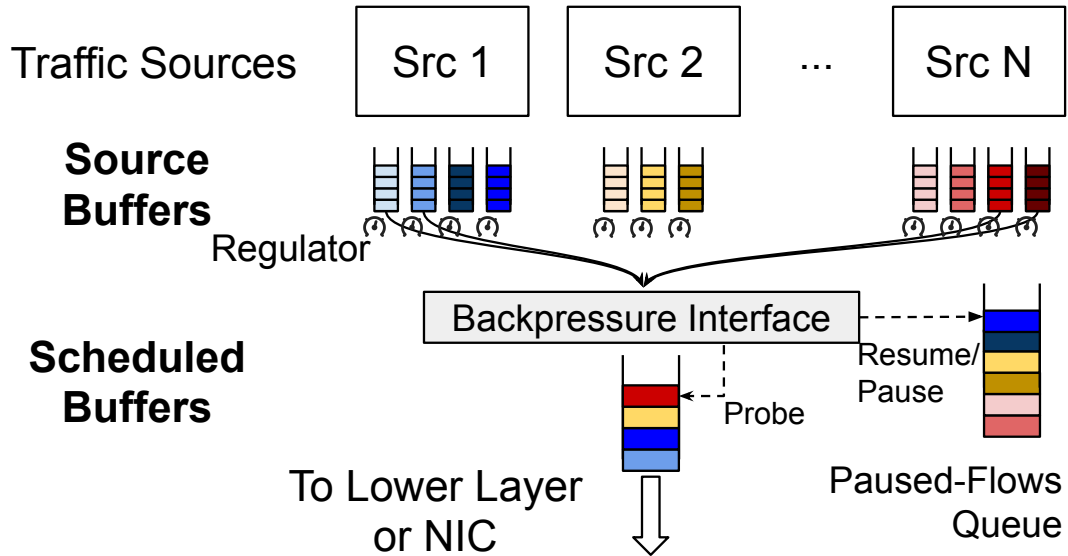 Traffic Sources
Src 1
Src 2
...
Src N
Source
Buffers
Regulator
Backpressure Interface
Scheduled
Buffers
Resume/
Pause
Probe
To Lower Layer
or NIC
Paused-Flows
Queue